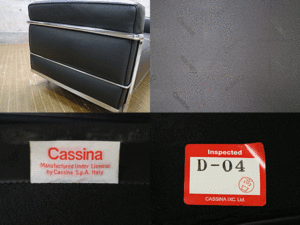 Cassina
Manufactured Under License
by Cassina S.p.A. Italy
Inspected
D-04
CASSINA IXC. Ltd.